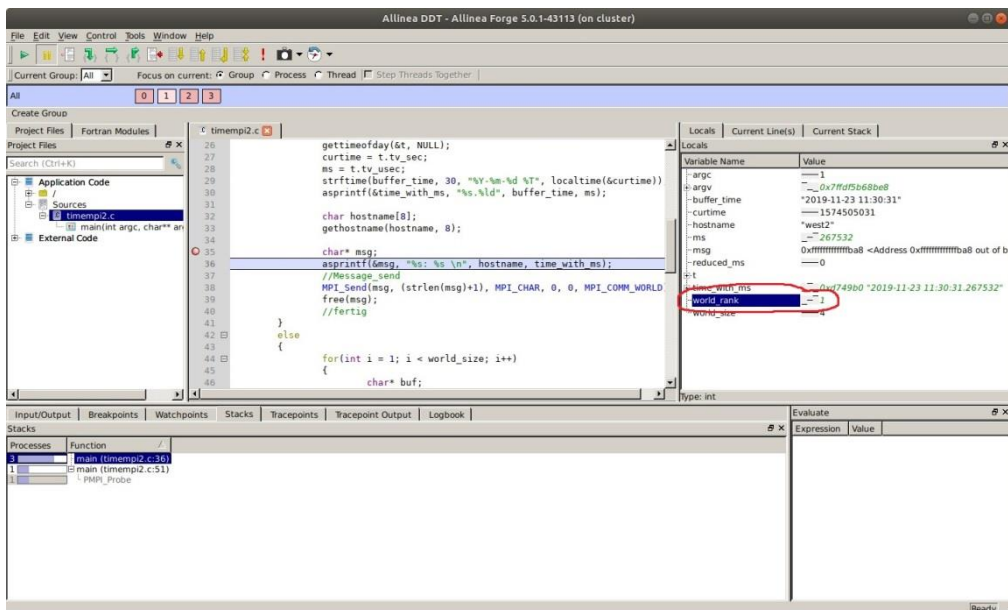 Allinea DDT - Allinea Forge 5.0.1-43113 (on cluster)
File Edit View Control Tools Window Help
Current Group: All Focus on current: Group Process Thread Step Threads Together
All 0 1 2 3
Create Group
Project Files Fortran Modules
Project Files
Search (Ctrl+K)
Application Code
/
Sources
timempi2.c
main(int argc, char** arg
External Code
timempi2.c
26 gettimeofday(&t, NULL);
27 curtime = t.tv_sec;
28 ms = t.tv_usec;
29 strftime(buffer_time, 30, "%Y-%m-%d %T", localtime(&curtime))
30 asprintf(&time_with_ms, "%s.%ld", buffer_time, ms);
31
32 char hostname[8];
33 gethostname(hostname, 8);
34
35 char* msg;
36 asprintf(&msg, "%s: %s \n", hostname, time_with_ms);
37 //Message_send
38 MPI_Send(msg, (strlen(msg)+1), MPI_CHAR, 0, 0, MPI_COMM_WORLD
39 free(msg);
40 //fertig
41 }
42 else
43 {
44 for(int i = 1; i < world_size; i++)
45 {
46 char* buf;
Locals Current Line(s) Current Stack
Locals
Variable Name Value
argc 1
argv 0x7ffdf5b68be8
buffer_time "2019-11-23 11:30:31"
curtime 1574505031
hostname "west2"
ms 267532
msg 0xfffffffffffffba8 <Address 0xfffffffffffffba8 out of b
reduced_ms 0
t
time_with_ms 0xd749b0 "2019-11-23 11:30:31.267532"
world_rank 1
world_size 4
Type: int
Input/Output Breakpoints Watchpoints Stacks Tracepoints Tracepoint Output Logbook
Stacks
Processes Function
3 main (timempi2.c:36)
1 main (timempi2.c:51)
1 PMPI_Probe
Evaluate
Expression Value
Ready